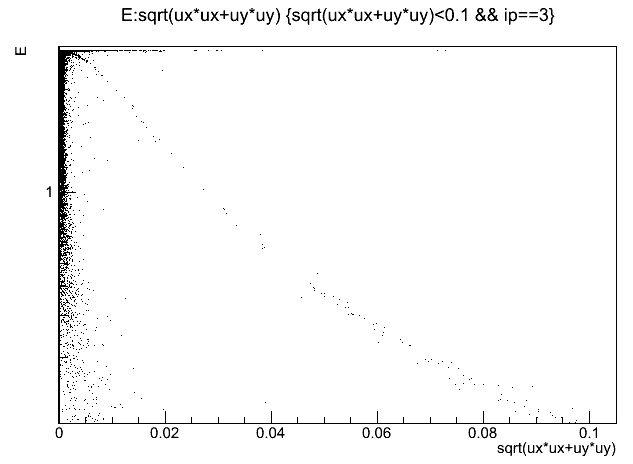 E:sqrt(ux*ux+uy*uy) {sqrt(ux*ux+uy*uy)<0.1 && ip==3}
E
1
0 0.02 0.04 0.06 0.08 0.1
sqrt(ux*ux+uy*uy)